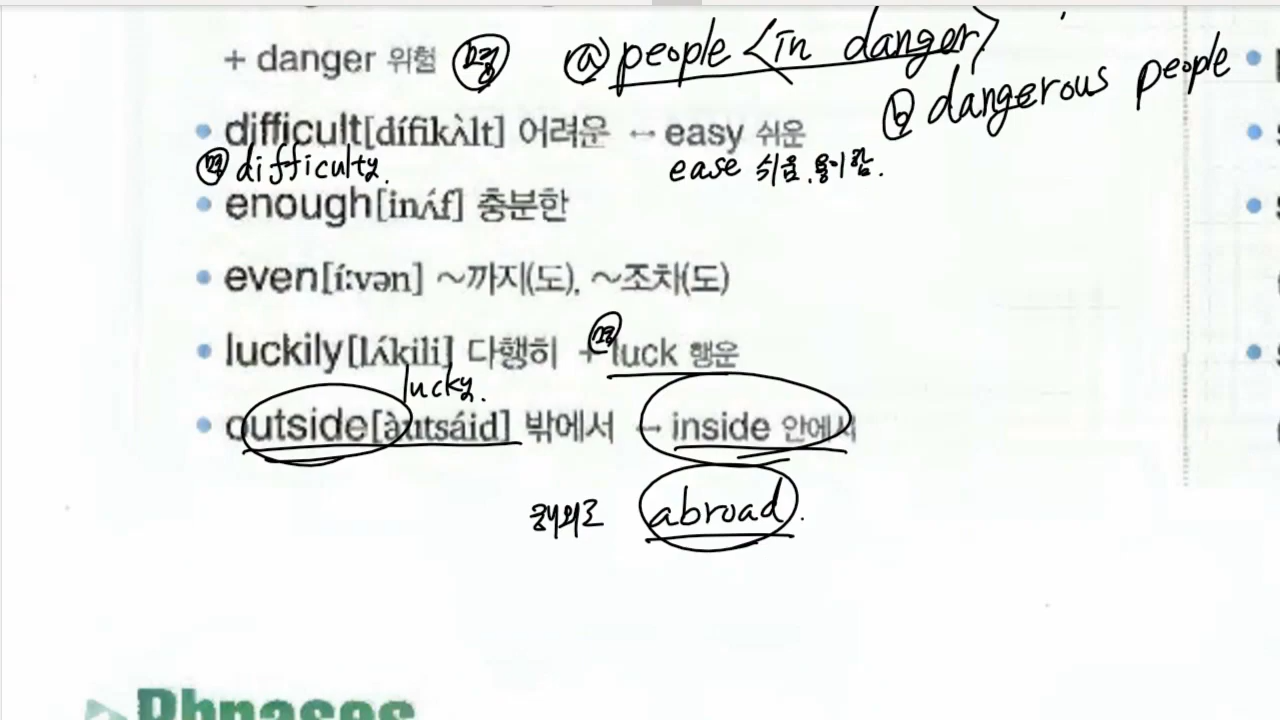 + danger 위험 명 ⓐ people <in danger>
ⓑ dangerous people
difficult[dífikʌ̀lt] 어려운 ↔ easy 쉬운
명 difficulty. ease 쉬움, 용이함.
enough[inʌ́f] 충분한
even[íːvən] ～까지(도), ～조차(도)
luckily[lʌ́kili] 다행히 + 명 luck 행운
lucky.
outside[àutsáid] 밖에서 ↔ inside 안에서
해외로 abroad.
Phrases